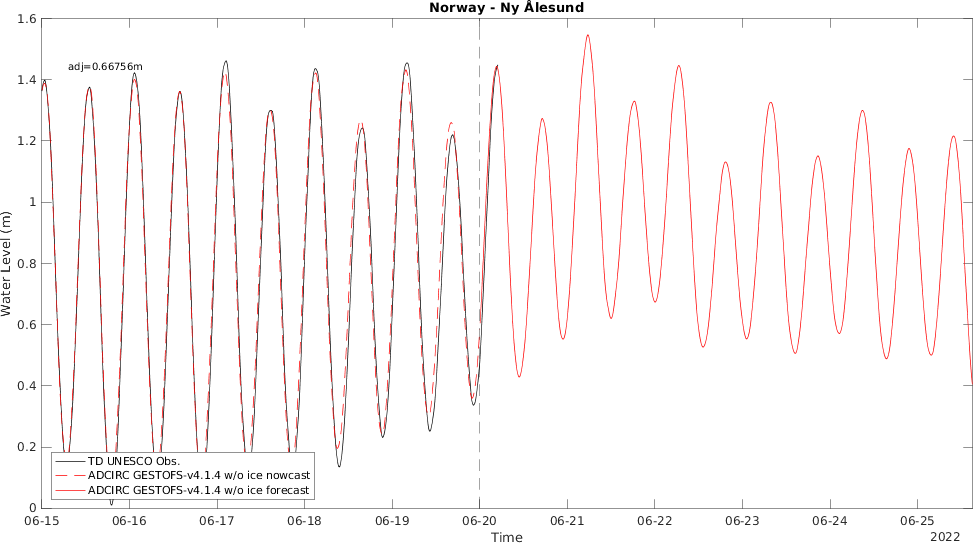 Norway - Ny Ålesund
1.6
1.4
1.2
1
0.8
0.6
0.4
0.2
0
Water Level (m)
adj=0.66756m
TD UNESCO Obs.
ADCIRC GESTOFS-v4.1.4 w/o ice nowcast
ADCIRC GESTOFS-v4.1.4 w/o ice forecast
06-15 06-16 06-17 06-18 06-19 06-20 06-21 06-22 06-23 06-24 06-25
Time
2022